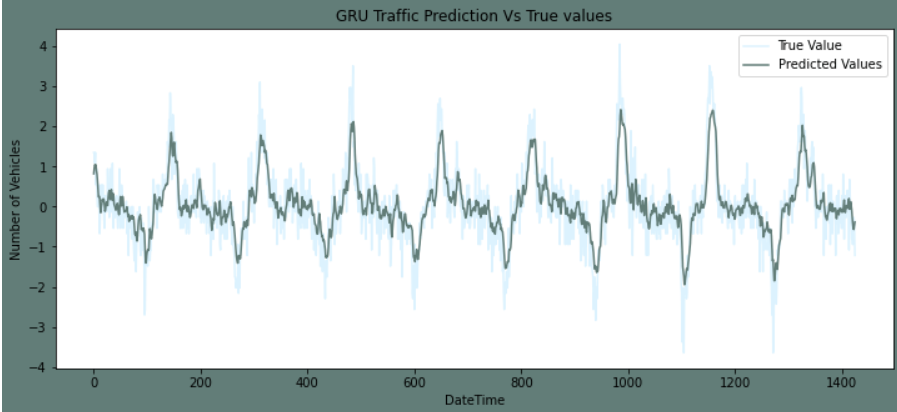 GRU Traffic Prediction Vs True values
True Value
Predicted Values
Number of Vehicles
4
3
2
1
0
−1
−2
−3
−4
0 200 400 600 800 1000 1200 1400
DateTime